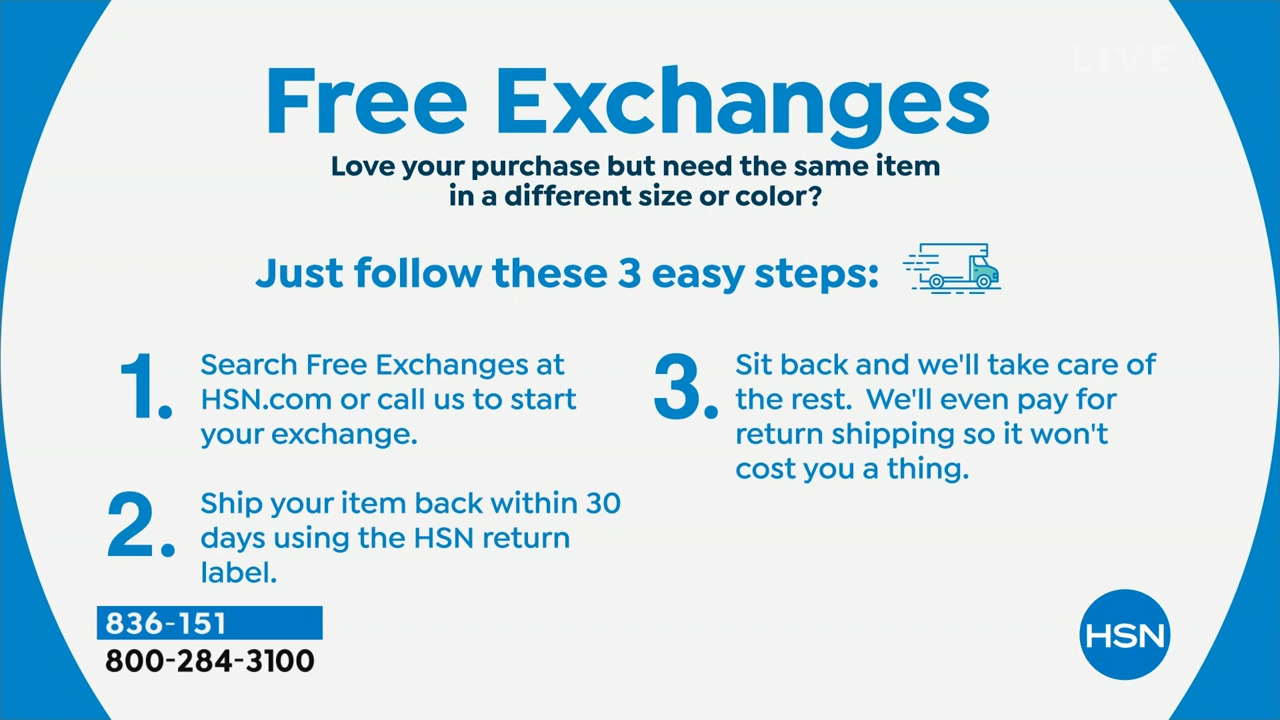 LIVE
Free Exchanges
Love your purchase but need the same item
in a different size or color?
Just follow these 3 easy steps:
1. Search Free Exchanges at
HSN.com or call us to start
your exchange.
2. Ship your item back within 30
days using the HSN return
label.
3. Sit back and we'll take care of
the rest. We'll even pay for
return shipping so it won't
cost you a thing.
836-151
800-284-3100
HSN